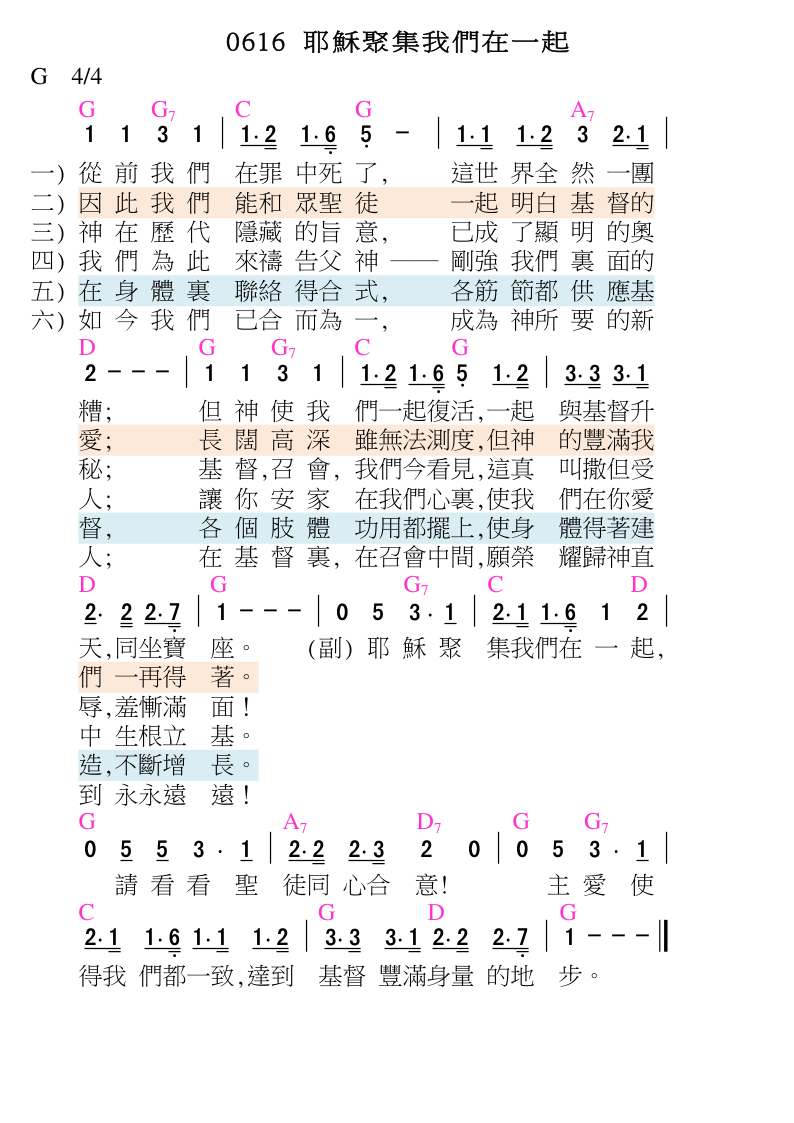 0616 耶穌聚集我們在一起
G 4/4
G G7 C G A7
1 1 3 1 | 1· 2 1· 6 5 － | 1· 1 1· 2 3 2· 1 |
一) 從 前 我 們 在罪 中死 了, 這世 界全 然 一團
二) 因 此 我 們 能和 眾聖 徒 一起 明白 基 督的
三) 神 在 歷 代 隱藏 的旨 意, 已成 了顯 明 的奧
四) 我 們 為 此 來禱 告父 神 —— 剛強 我們 裏 面的
五) 在 身 體 裏 聯絡 得合 式, 各筋 節都 供 應基
六) 如 今 我 們 已合 而為 一, 成為 神所 要 的新
D G G7 C G
2 － － － | 1 1 3 1 | 1· 2 1· 6 5 1· 2 | 3· 3 3· 1
糟; 但 神 使 我 們一起復活,一起 與基督升
愛; 長 闊 高 深 雖無法測度,但神 的豐滿我
秘; 基 督,召 會, 我們今看見,這真 叫撒但受
人; 讓 你 安 家 在我們心裏,使我 們在你愛
督, 各 個 肢 體 功用都擺上,使身 體得著建
人; 在 基 督 裏, 在召會中間,願榮 耀歸神直
D G G7 C D
2· 2 2· 7 | 1 － － － | 0 5 3 · 1 | 2· 1 1· 6 1 2 |
天,同坐寶 座。 (副) 耶 穌 聚 集我們在 一 起,
們 一再得 著。
辱,羞慚滿 面!
中 生根立 基。
造,不斷增 長。
到 永永遠 遠!
G A7 D7 G G7
0 5 5 3 · 1 | 2· 2 2· 3 2 0 | 0 5 3 · 1 |
請 看 看 聖 徒同 心合 意! 主 愛 使
C G D G
2· 1 1· 6 1· 1 1· 2 | 3· 3 3· 1 2· 2 2· 7 | 1 － － － ‖
得我 們都一致,達到 基督 豐滿身量 的地 步。